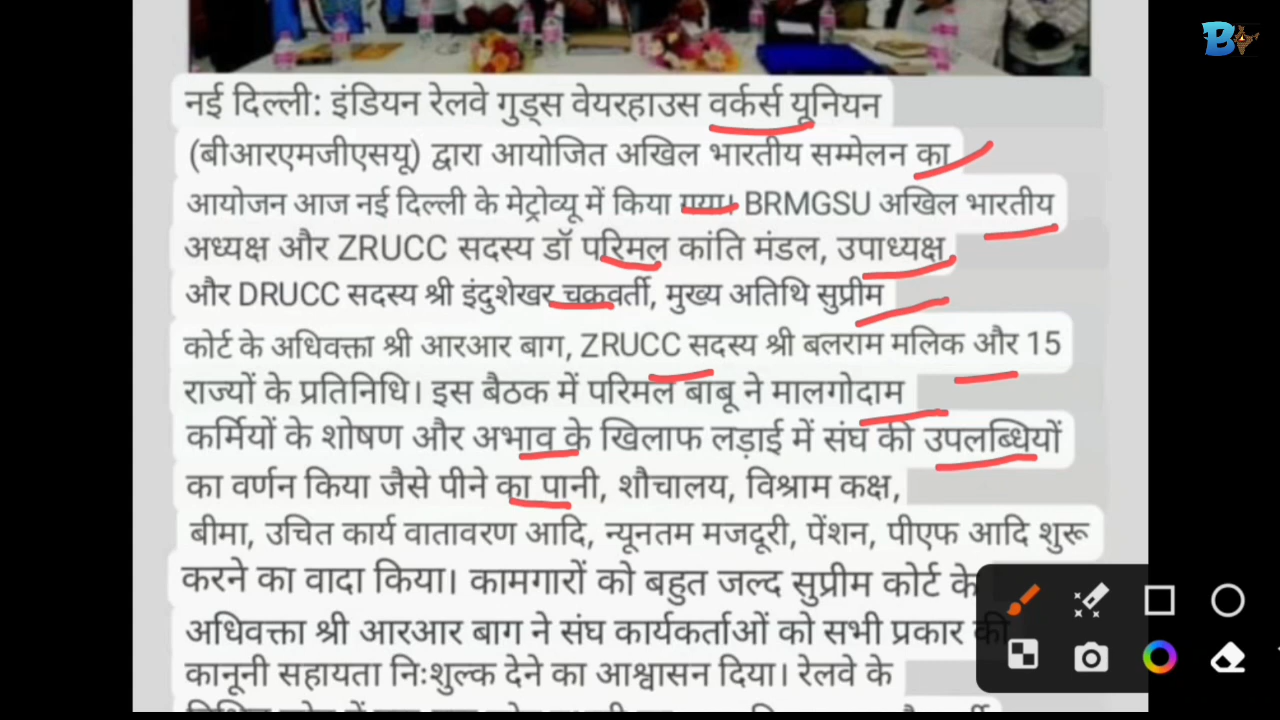 नई दिल्ली: इंडियन रेलवे गुड्स वेयरहाउस वर्कर्स यूनियन
(बीआरएमजीएसयू) द्वारा आयोजित अखिल भारतीय सम्मेलन का
आयोजन आज नई दिल्ली के मेट्रोव्यू में किया गया। BRMGSU अखिल भारतीय
अध्यक्ष और ZRUCC सदस्य डॉ परिमल कांति मंडल, उपाध्यक्ष
और DRUCC सदस्य श्री इंदुशेखर चक्रवर्ती, मुख्य अतिथि सुप्रीम
कोर्ट के अधिवक्ता श्री आरआर बाग, ZRUCC सदस्य श्री बलराम मलिक और 15
राज्यों के प्रतिनिधि। इस बैठक में परिमल बाबू ने मालगोदाम
कर्मियों के शोषण और अभाव के खिलाफ लड़ाई में संघ की उपलब्धियों
का वर्णन किया जैसे पीने का पानी, शौचालय, विश्राम कक्ष,
बीमा, उचित कार्य वातावरण आदि, न्यूनतम मजदूरी, पेंशन, पीएफ आदि शुरू
करने का वादा किया। कामगारों को बहुत जल्द सुप्रीम कोर्ट के
अधिवक्ता श्री आरआर बाग ने संघ कार्यकर्ताओं को सभी प्रकार की
कानूनी सहायता निःशुल्क देने का आश्वासन दिया। रेलवे के